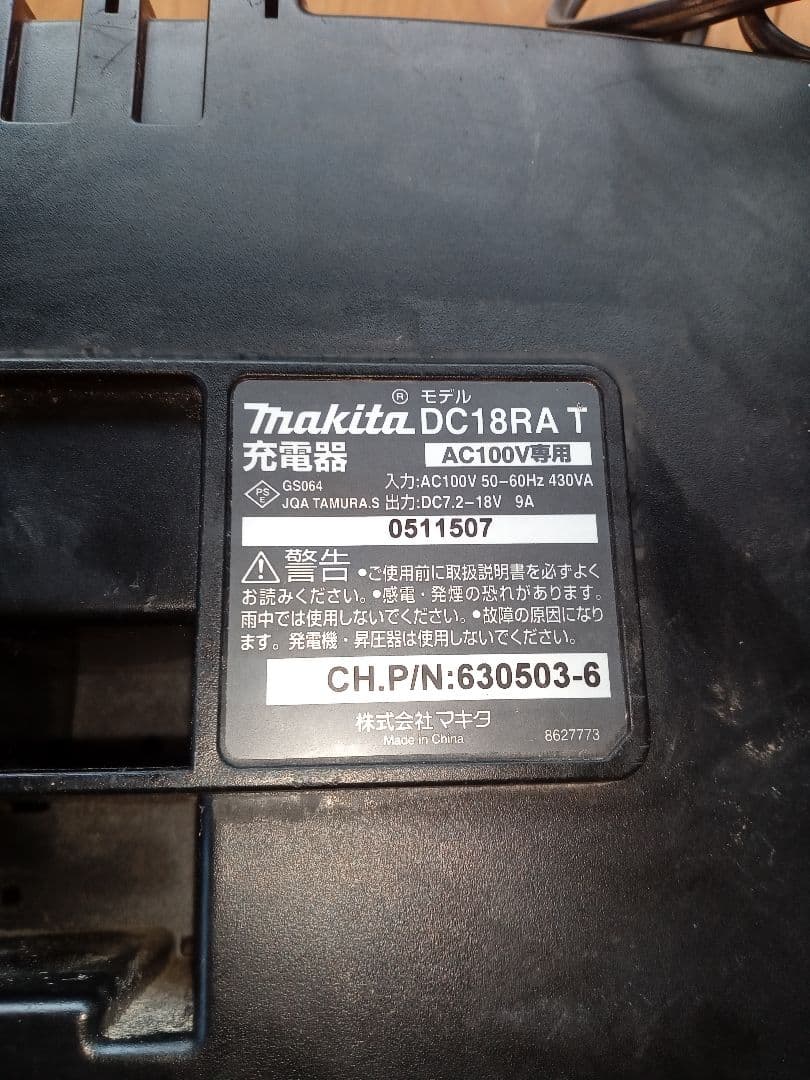 ® モデル
makita DC18RA T
充電器 AC100V専用
PS E GS064 入力:AC100V 50-60Hz 430VA
JQA TAMURA.S 出力:DC7.2-18V 9A
0511507
警告 •ご使用前に取扱説明書を必ずよく
お読みください。•感電・発煙の恐れがあります。
雨中では使用しないでください。•故障の原因になり
ます。発電機・昇圧器は使用しないでください。
CH.P/N:630503-6
株式会社マキタ
Made in China 8627773